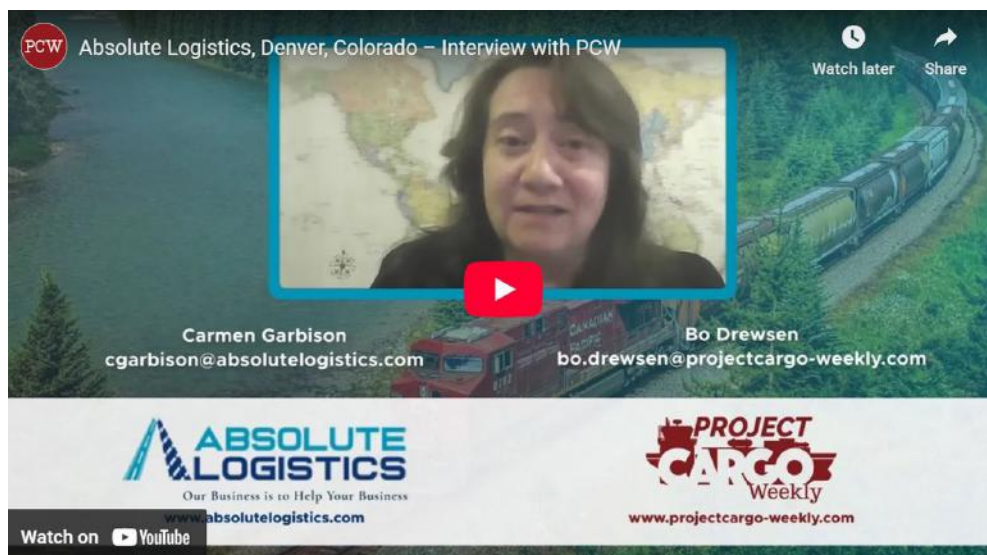 PCW
Absolute Logistics, Denver, Colorado – Interview with PCW
Watch later
Share
CANADIAN
PACIFIC
Carmen Garbison
cgarbison@absolutelogistics.com
Bo Drewsen
bo.drewsen@projectcargo-weekly.com
ABSOLUTE
LOGISTICS
Our Business is to Help Your Business
www.absolutelogistics.com
PROJECT
CARGO
Weekly
www.projectcargo-weekly.com
Watch on YouTube